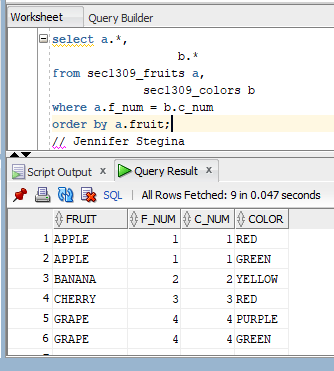 Worksheet Query Builder
select a.*,
b.*
from sec1309_fruits a,
sec1309_colors b
where a.f_num = b.c_num
order by a.fruit;
// Jennifer Stegina
Script Output x Query Result x
SQL | All Rows Fetched: 9 in 0.047 seconds
FRUIT F_NUM C_NUM COLOR
1 APPLE 1 1 RED
2 APPLE 1 1 GREEN
3 BANANA 2 2 YELLOW
4 CHERRY 3 3 RED
5 GRAPE 4 4 PURPLE
6 GRAPE 4 4 GREEN